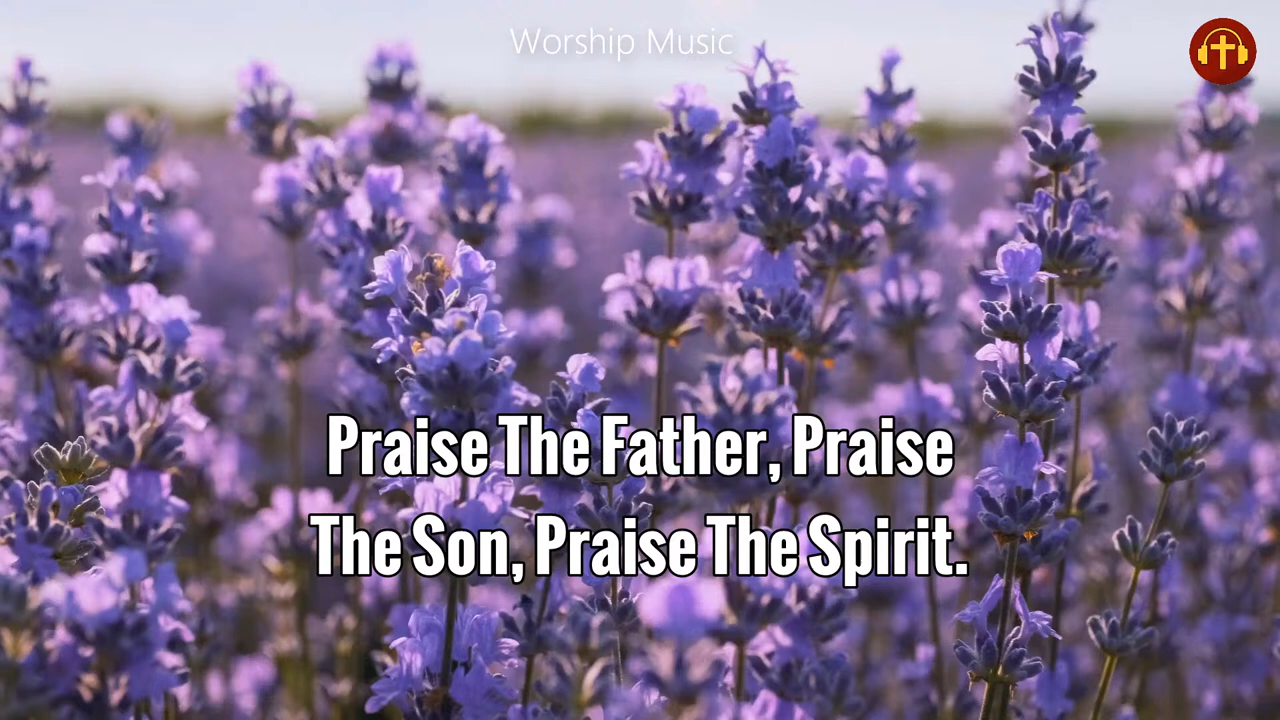 Worship Music
Praise The Father, Praise
The Son, Praise The Spirit.